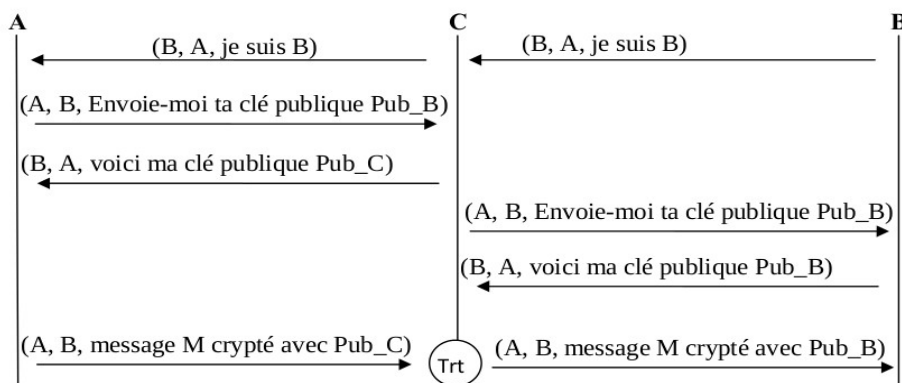 A C B
(B, A, je suis B) (B, A, je suis B)
(A, B, Envoie-moi ta clé publique Pub_B)
(B, A, voici ma clé publique Pub_C)
(A, B, Envoie-moi ta clé publique Pub_B)
(B, A, voici ma clé publique Pub_B)
(A, B, message M crypté avec Pub_C) Trt (A, B, message M crypté avec Pub_B)